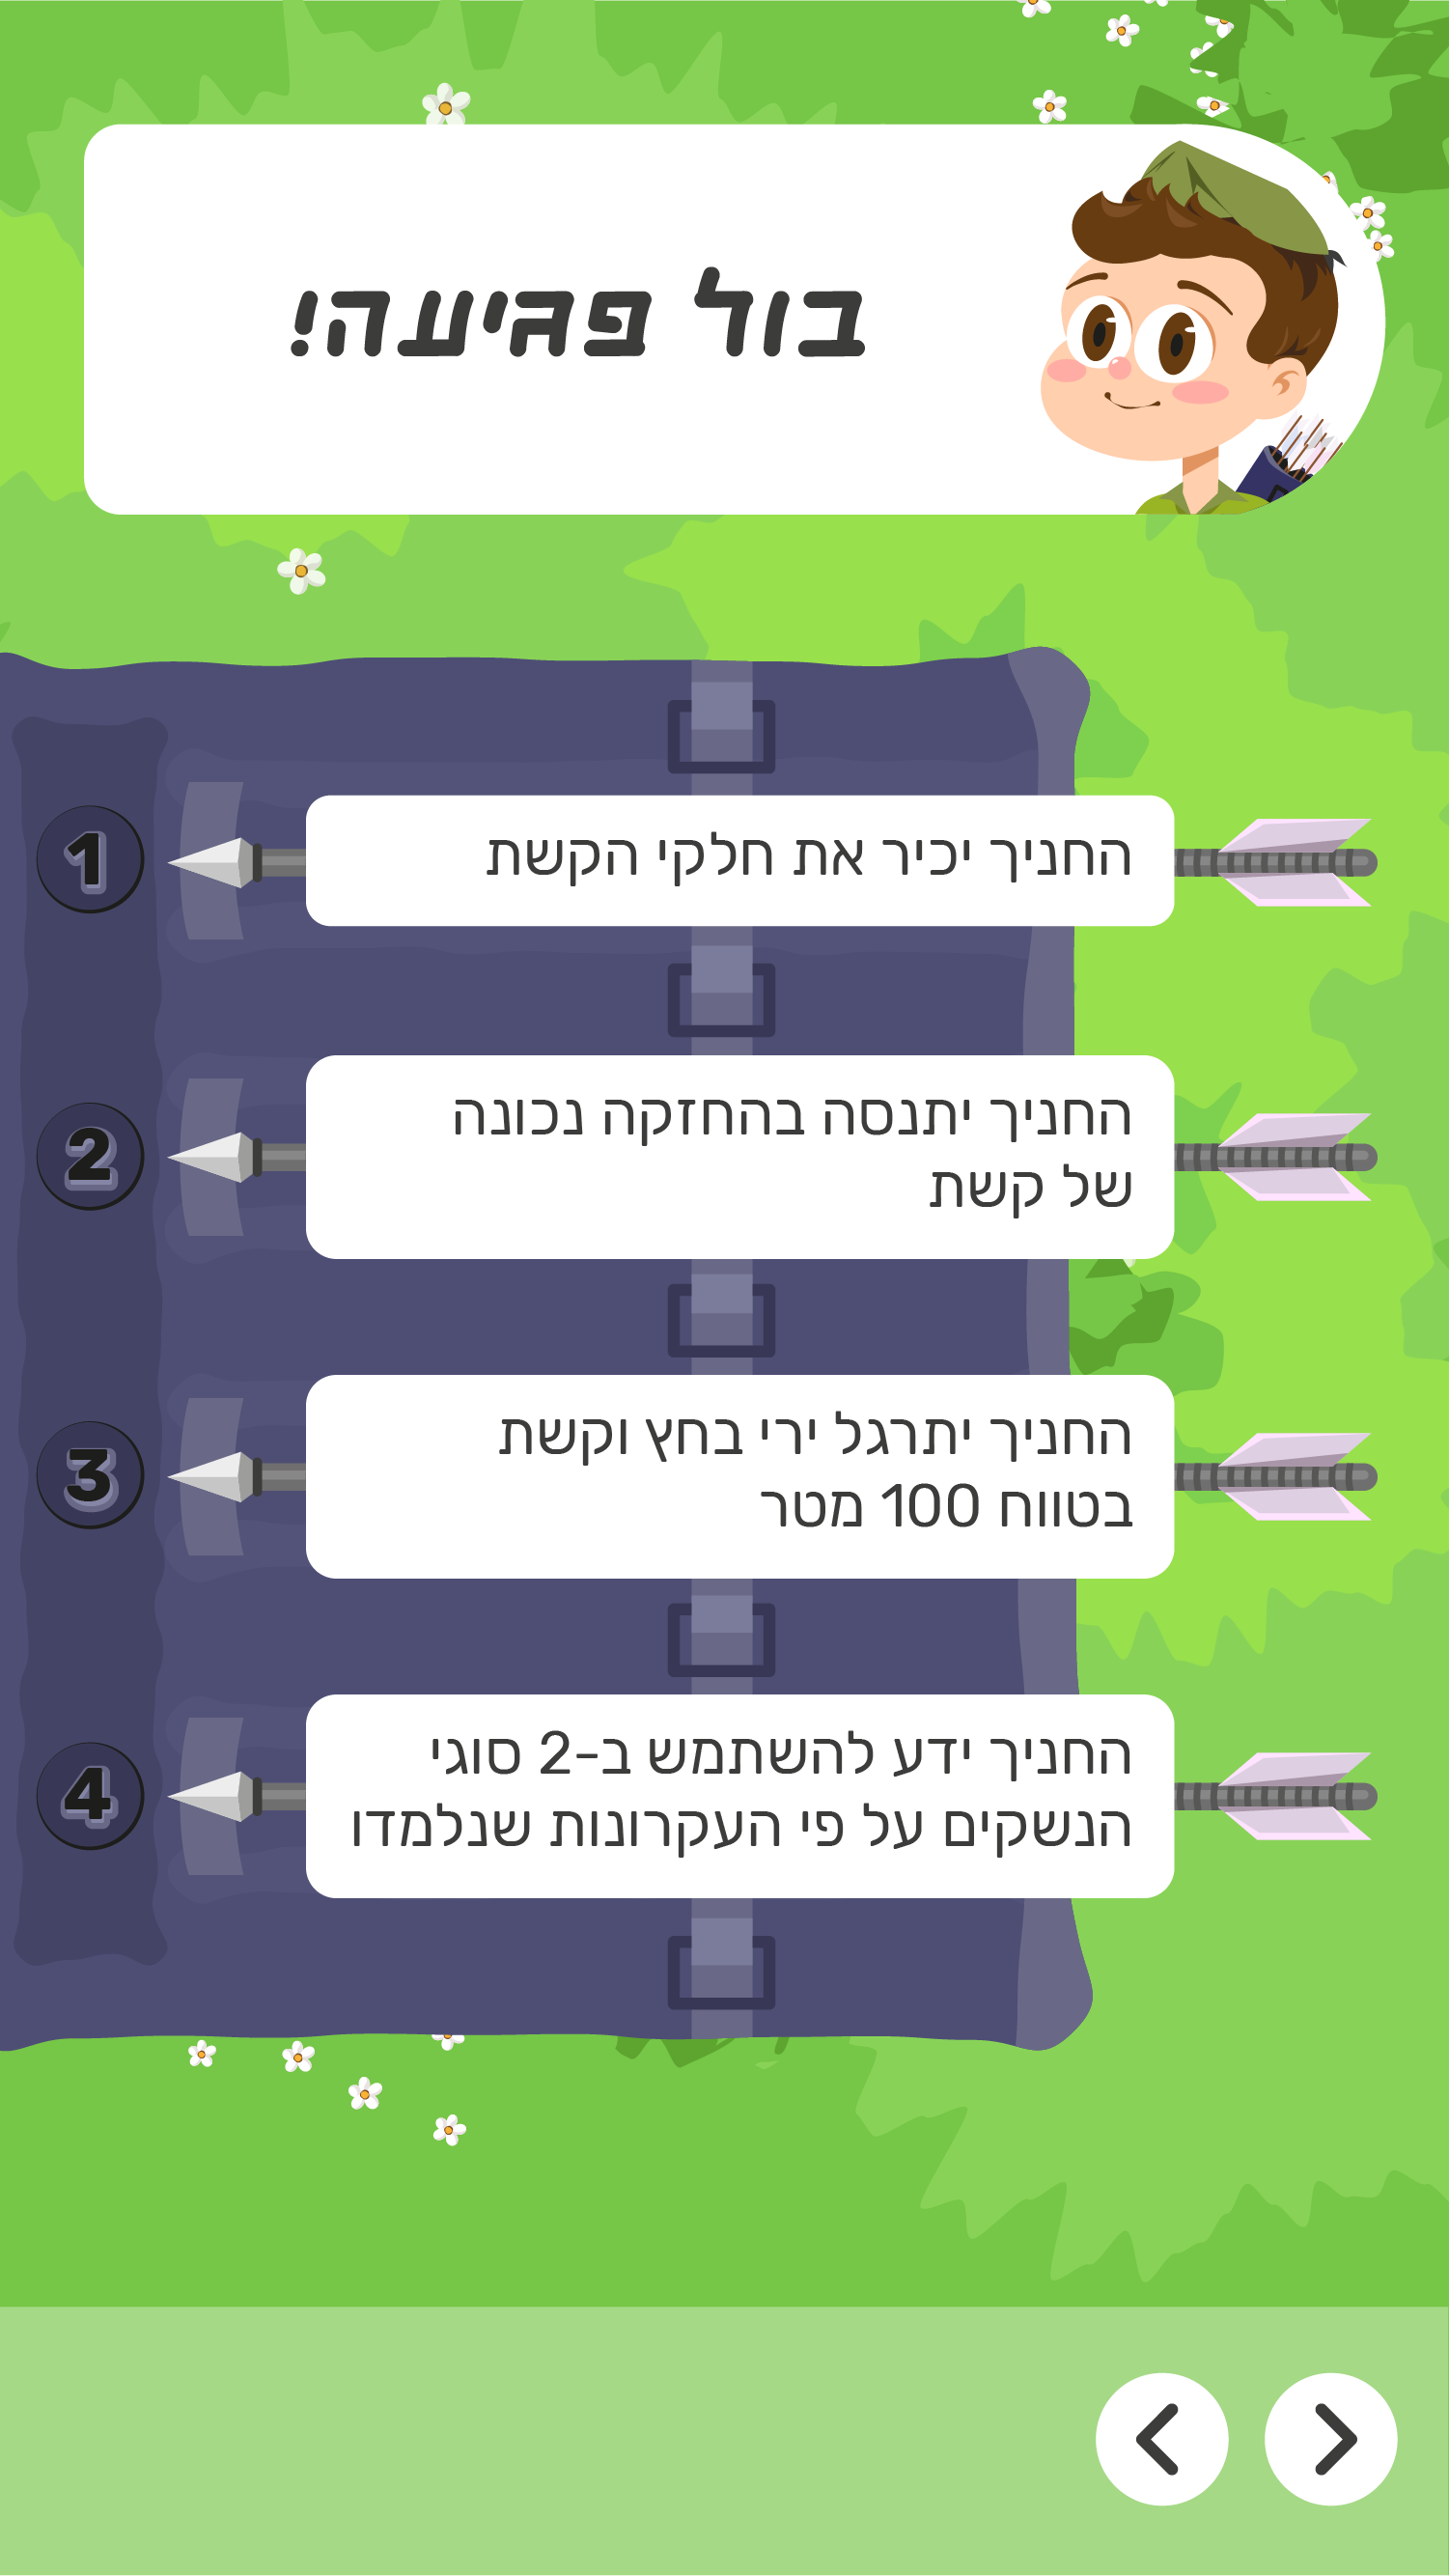 בול פגיעה!
1
החניך יכיר את חלקי הקשת
2
החניך יתנסה בהחזקה נכונה
של קשת
3
החניך יתרגל ירי בחץ וקשת
בטווח 100 מטר
4
החניך ידע להשתמש ב-2 סוגי
הנשקים על פי העקרונות שנלמדו